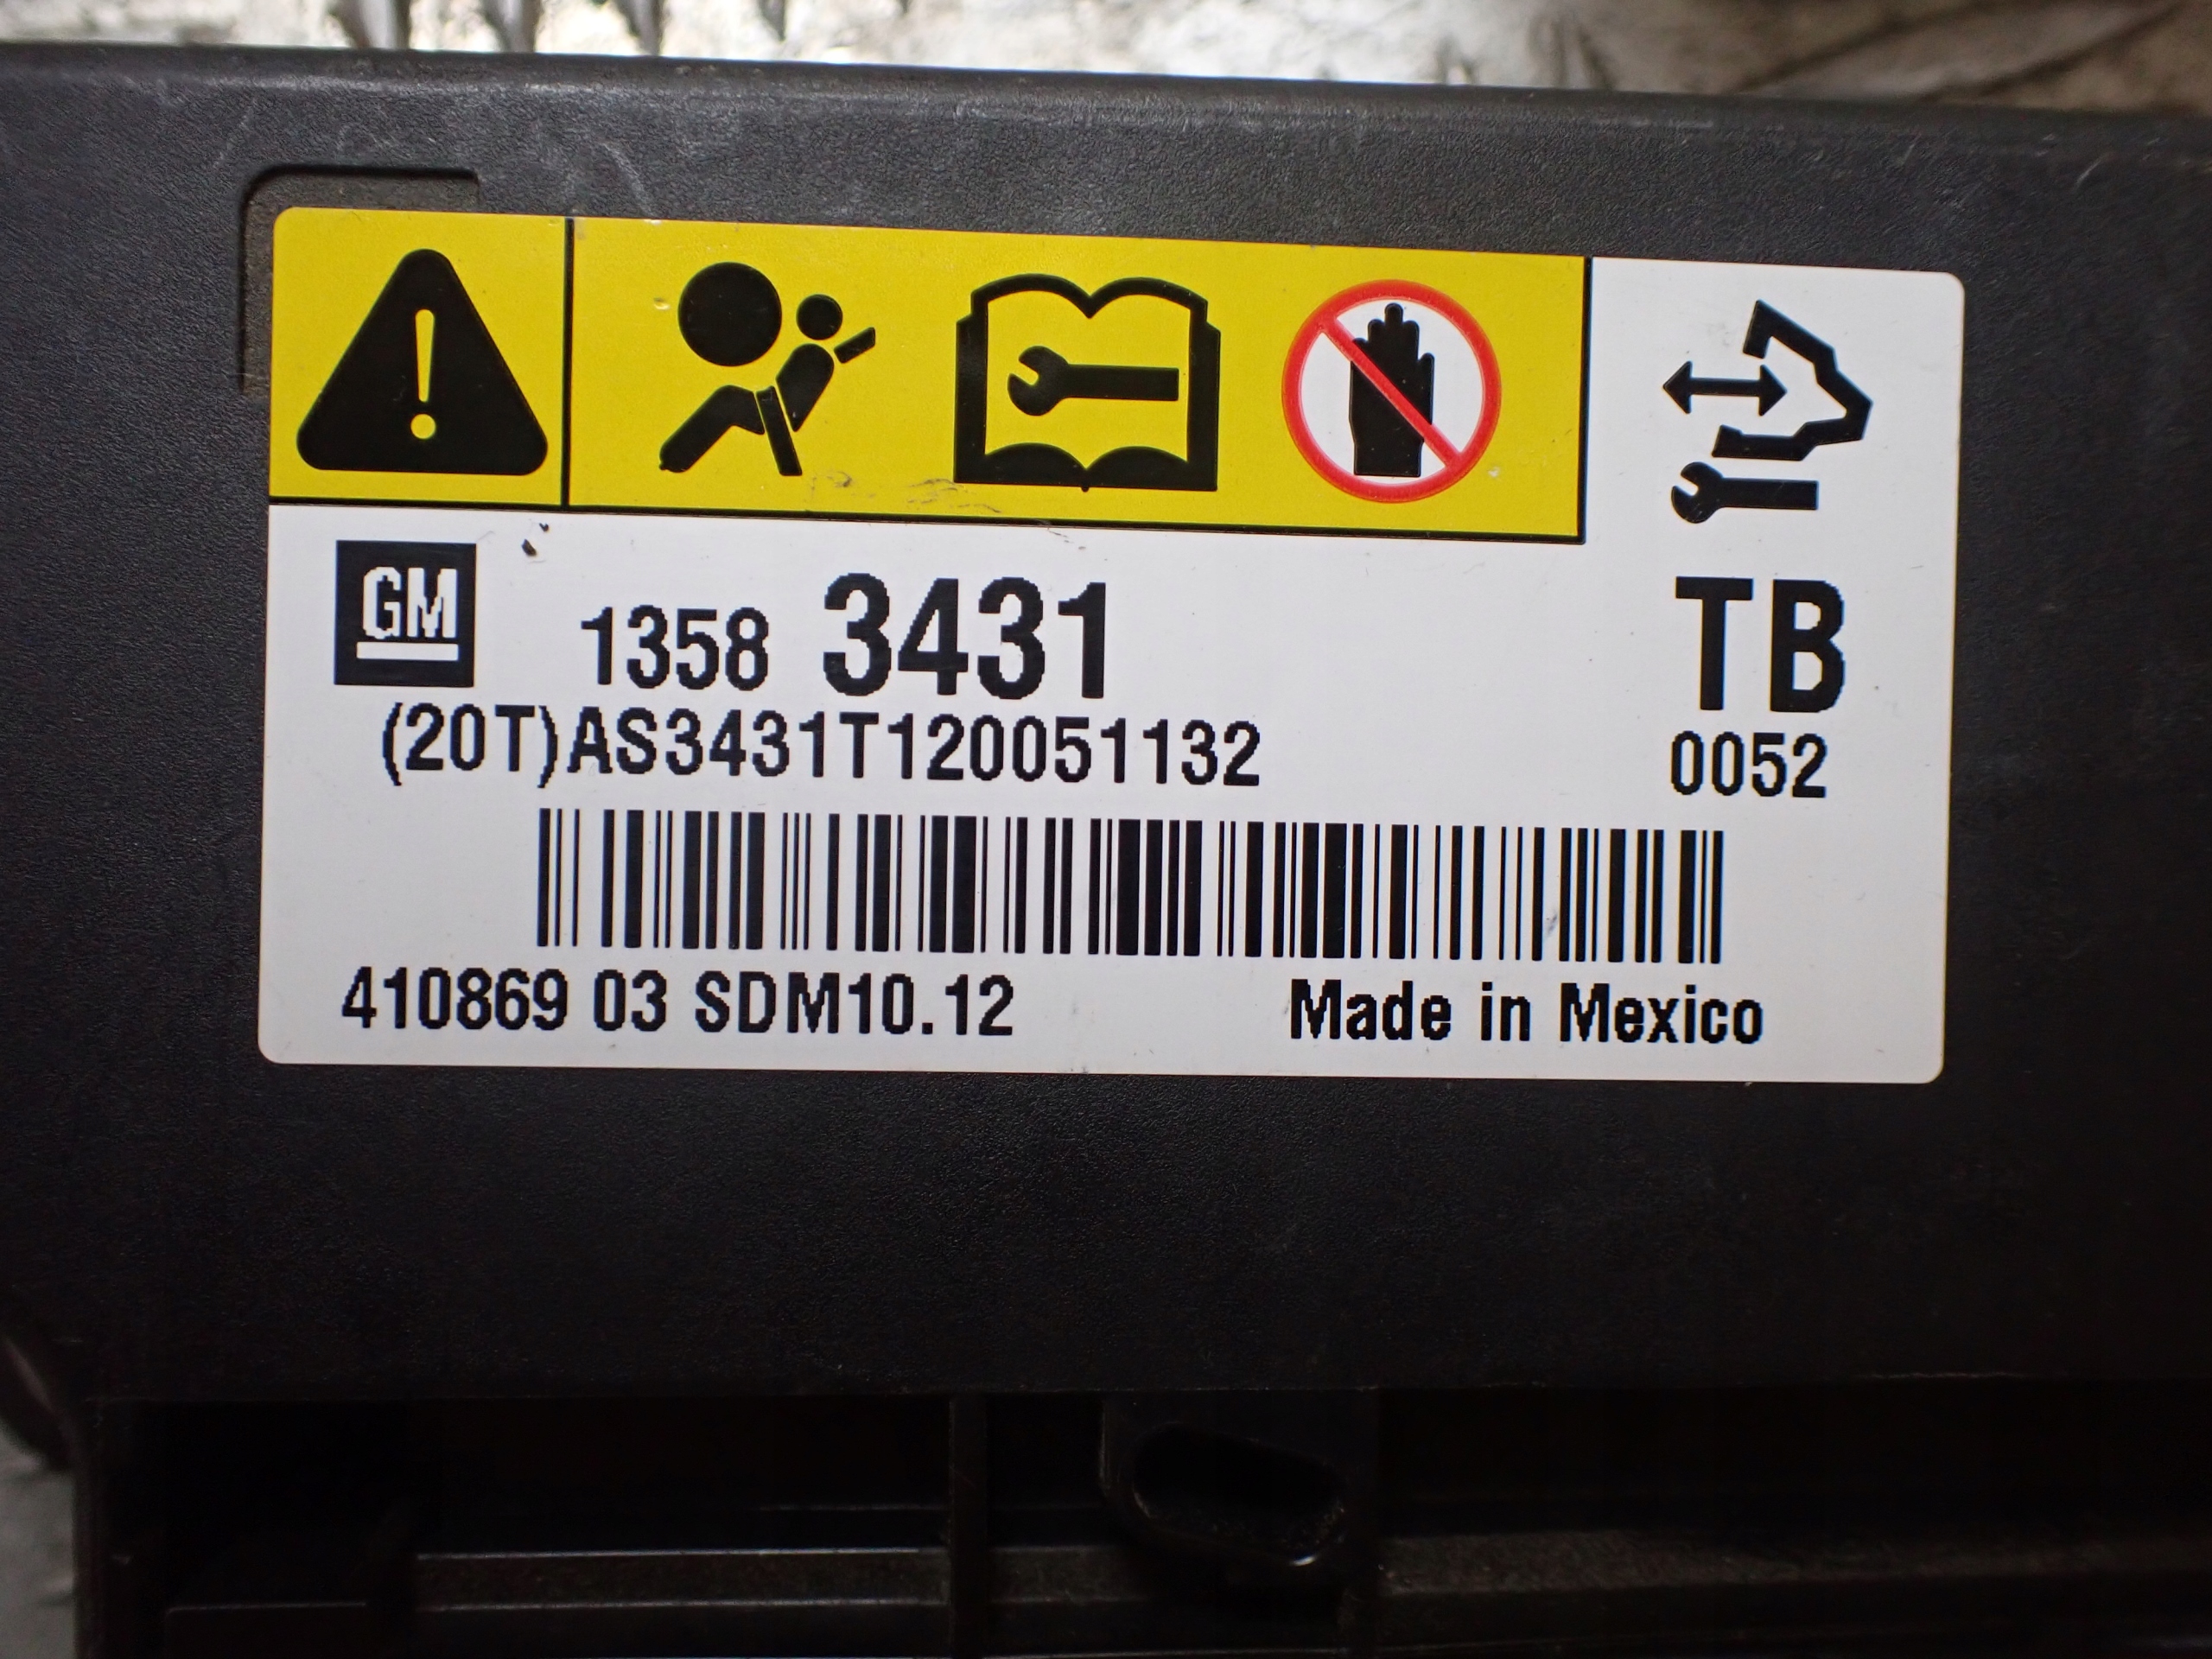 GM
1358 3431 TB
(20T)AS3431T120051132 0052
410869 03 SDM10.12 Made in Mexico